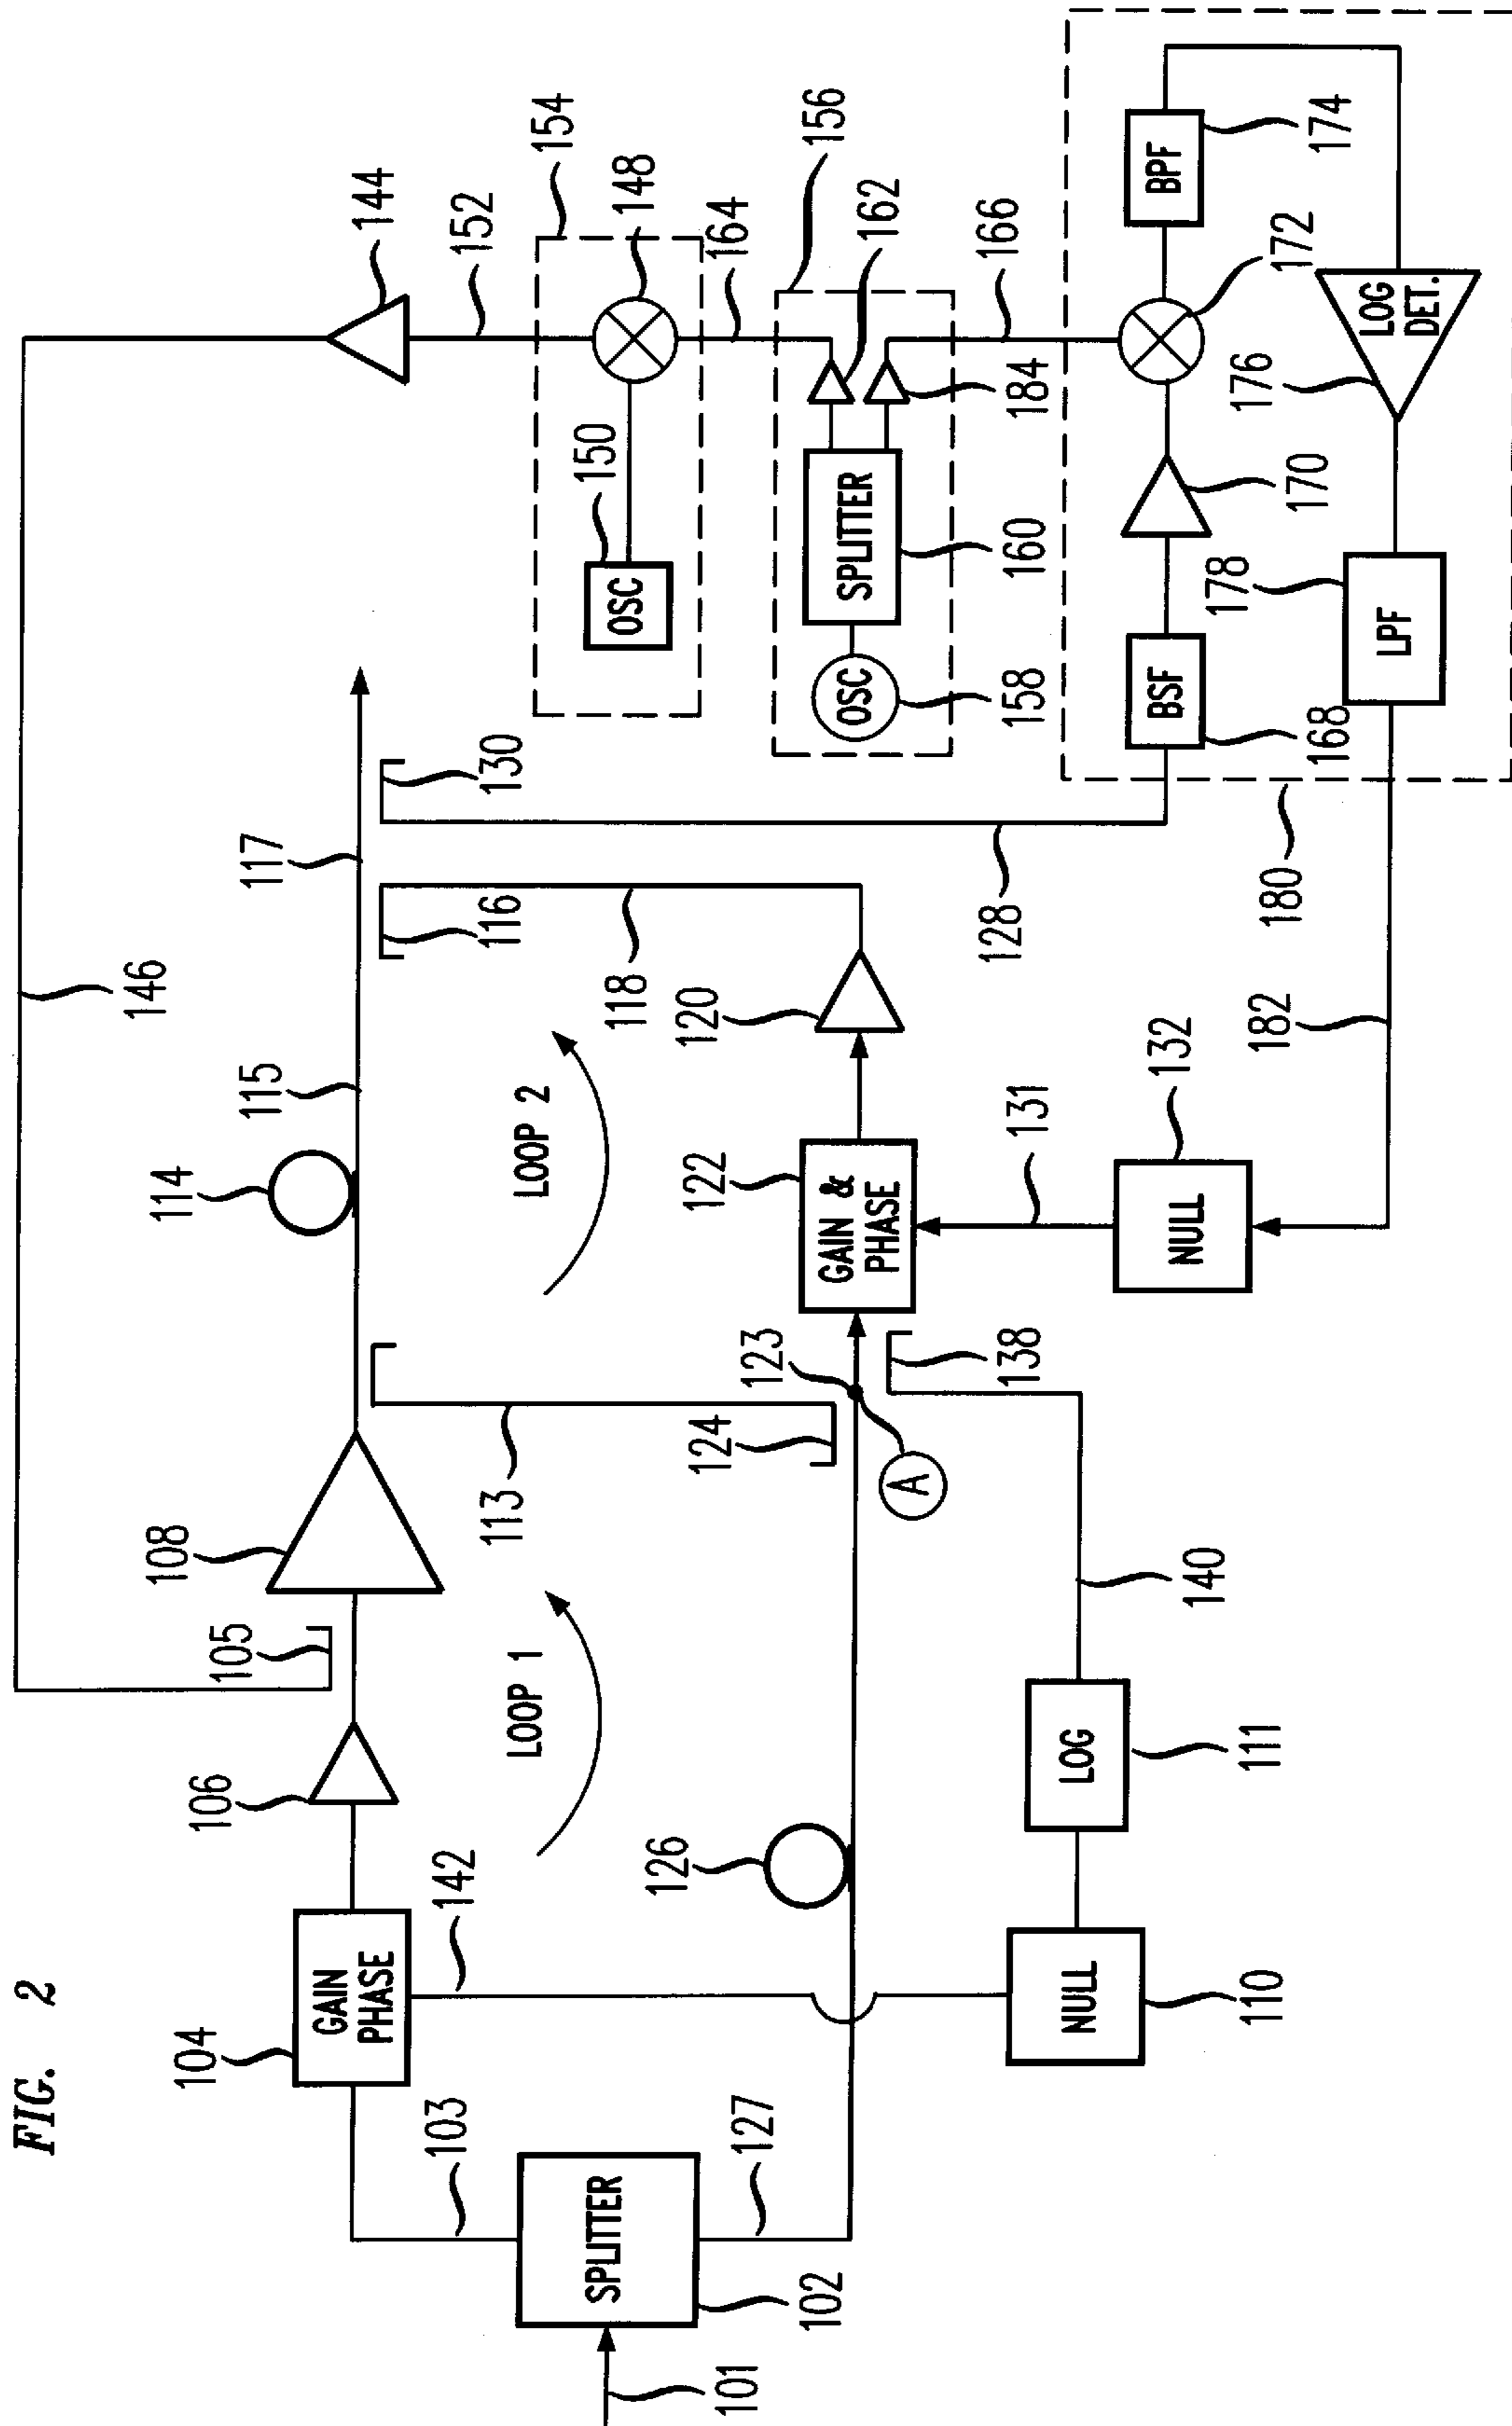 FIG. 2
146
144
152
154
148
150
OSC
164
156
162
184
SPLITTER
160
OSC
158
166
104
GAIN
PHASE
142
106
105
108
114
115
117
116
130
103
SPLITTER
101
102
127
LOOP 1
LOOP 2
113
118
126
124
123
A
122
GAIN &
PHASE
120
128
138
131
140
NULL
110
LOG
111
NULL
132
182
180
BSF
168
170
172
BPF
174
LOG
DET.
176
178
LPF